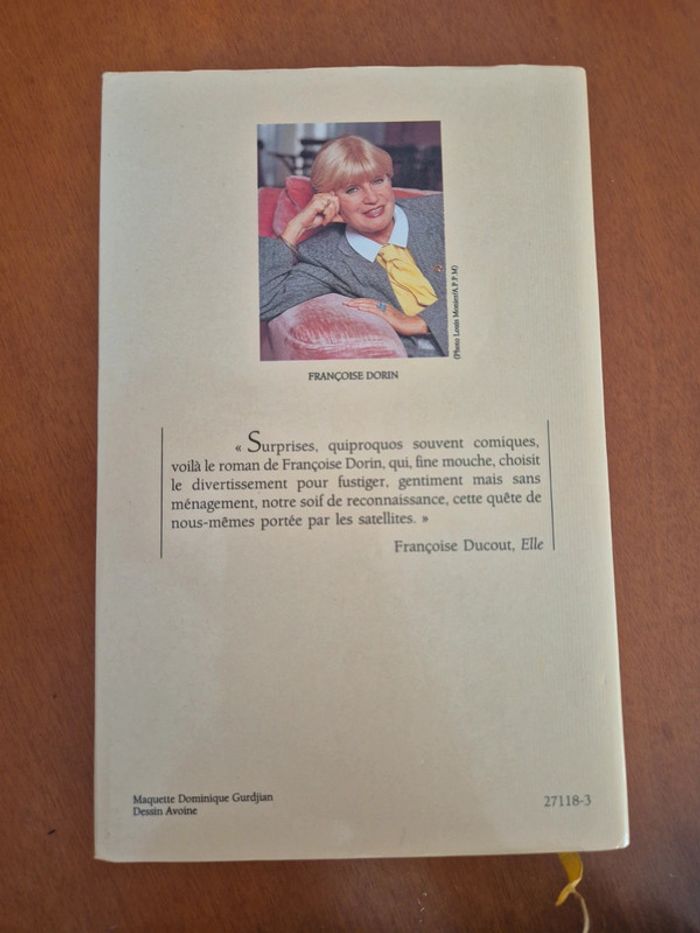 (Photo Louis Monier/A.P.P.M)
FRANÇOISE DORIN
« Surprises, quiproquos souvent comiques,
voilà le roman de Françoise Dorin, qui, fine mouche, choisit
le divertissement pour fustiger, gentiment mais sans
ménagement, notre soif de reconnaissance, cette quête de
nous-mêmes portée par les satellites. »
Françoise Ducout, Elle
Maquette Dominique Gurdjian
Dessin Avoine
27118-3